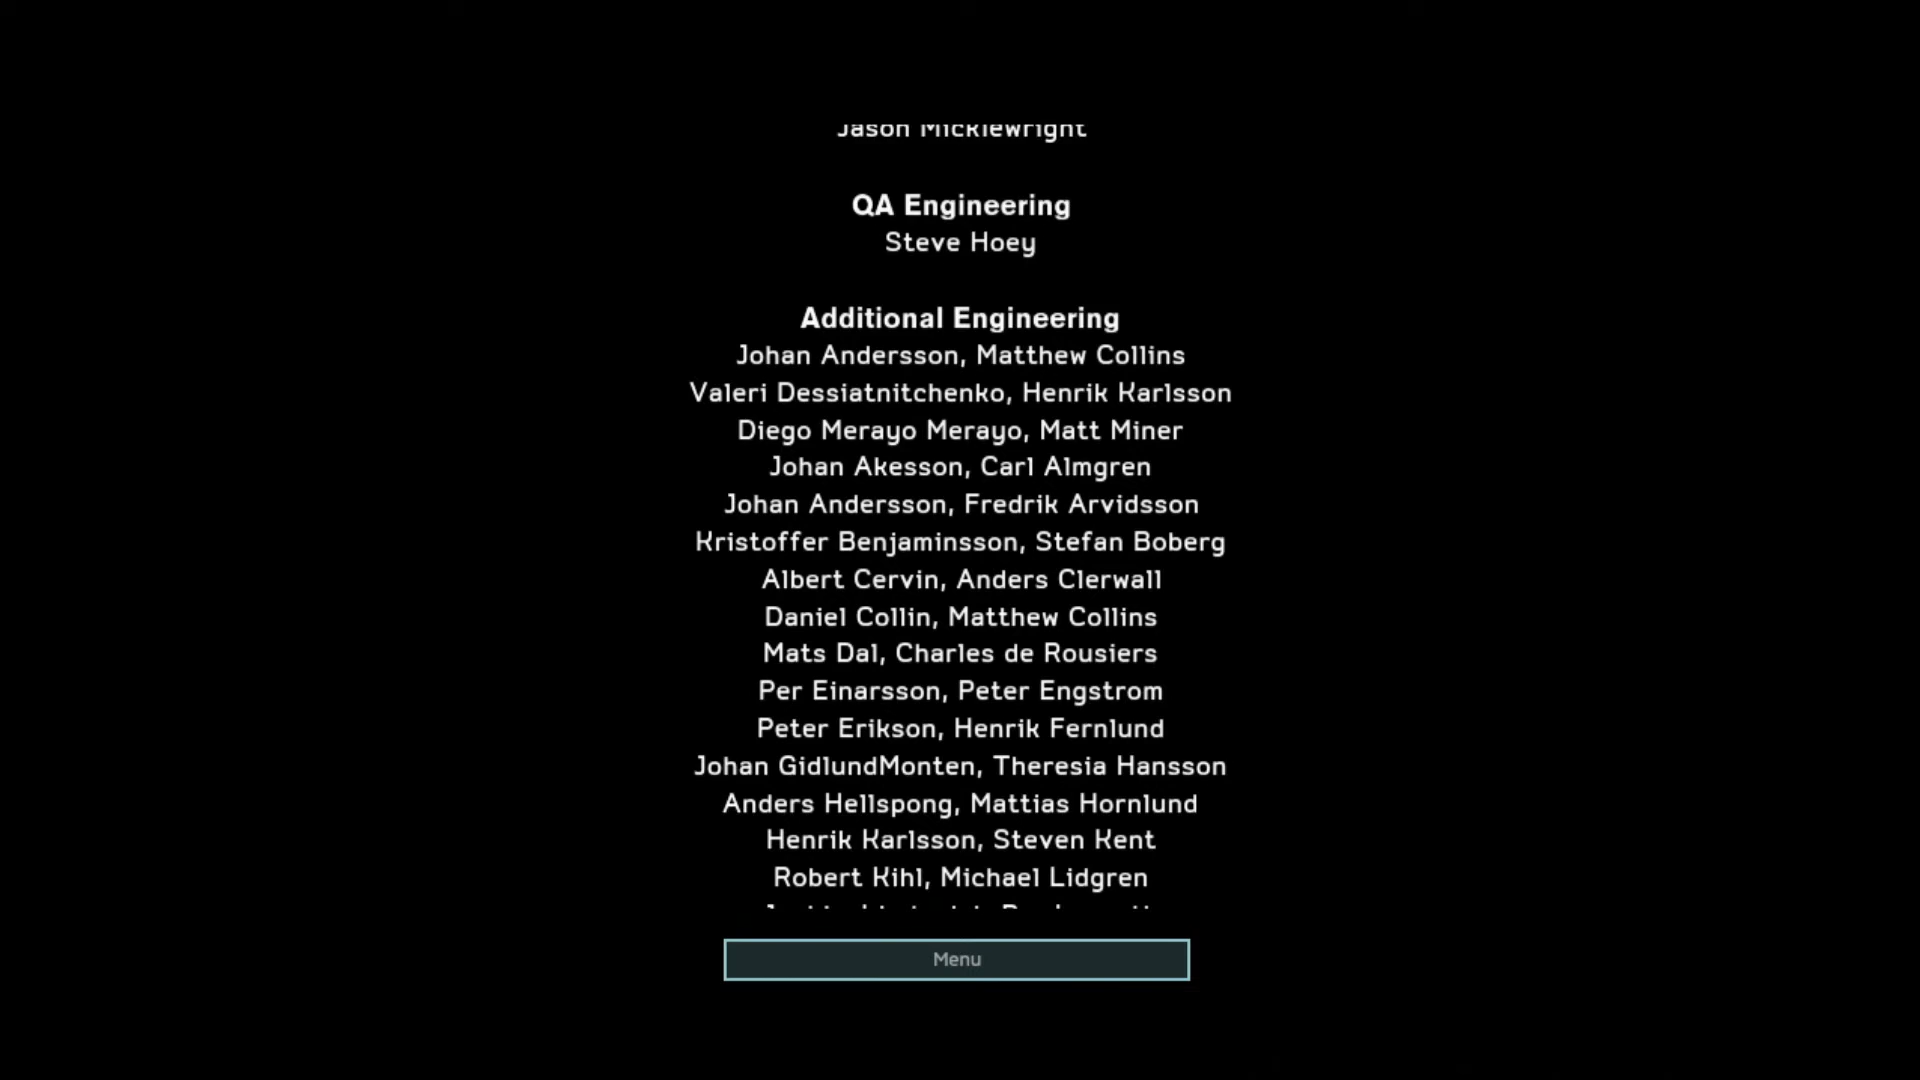 Jason Micklewright
QA Engineering
Steve Hoey
Additional Engineering
Johan Andersson, Matthew Collins
Valeri Dessiatnitchenko, Henrik Karlsson
Diego Merayo Merayo, Matt Miner
Johan Akesson, Carl Almgren
Johan Andersson, Fredrik Arvidsson
Kristoffer Benjaminsson, Stefan Boberg
Albert Cervin, Anders Clerwall
Daniel Collin, Matthew Collins
Mats Dal, Charles de Rousiers
Per Einarsson, Peter Engstrom
Peter Erikson, Henrik Fernlund
Johan GidlundMonten, Theresia Hansson
Anders Hellspong, Mattias Hornlund
Henrik Karlsson, Steven Kent
Robert Kihl, Michael Lidgren
Menu